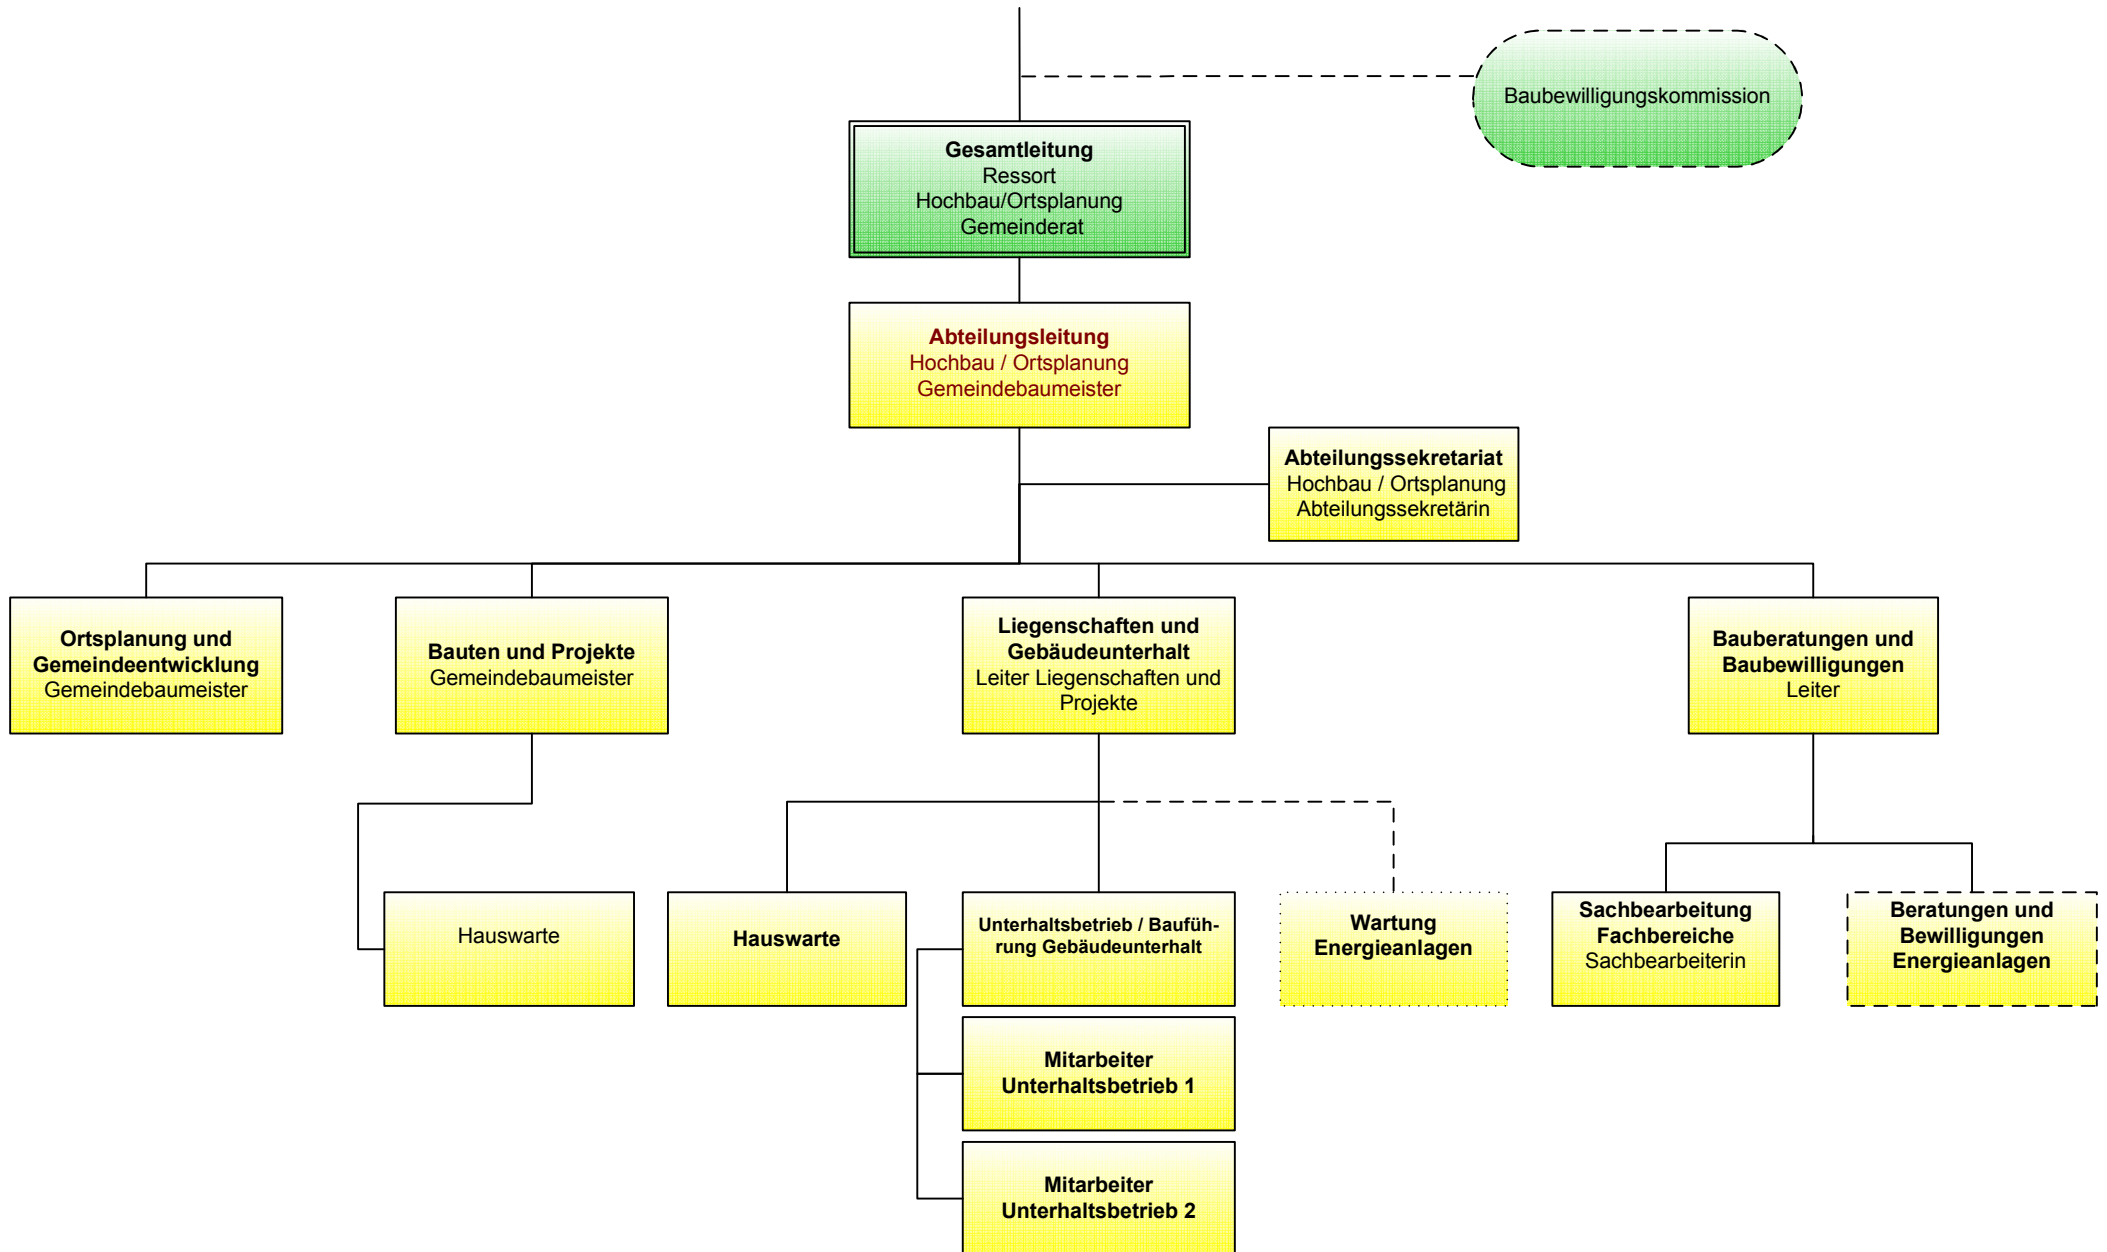 Baubewilligungskommission
Gesamtleitung
Ressort
Hochbau/Ortsplanung
Gemeinderat
Abteilungsleitung
Hochbau / Ortsplanung
Gemeindebaumeister
Abteilungssekretariat
Hochbau / Ortsplanung
Abteilungssekretärin
Ortsplanung und
Gemeindeentwicklung
Gemeindebaumeister
Bauten und Projekte
Gemeindebaumeister
Liegenschaften und
Gebäudeunterhalt
Leiter Liegenschaften und
Projekte
Bauberatungen und
Baubewilligungen
Leiter
Hauswarte
Hauswarte
Unterhaltsbetrieb / Baufüh-
rung Gebäudeunterhalt
Wartung
Energieanlagen
Sachbearbeitung
Fachbereiche
Sachbearbeiterin
Beratungen und
Bewilligungen
Energieanlagen
Mitarbeiter
Unterhaltsbetrieb 1
Mitarbeiter
Unterhaltsbetrieb 2